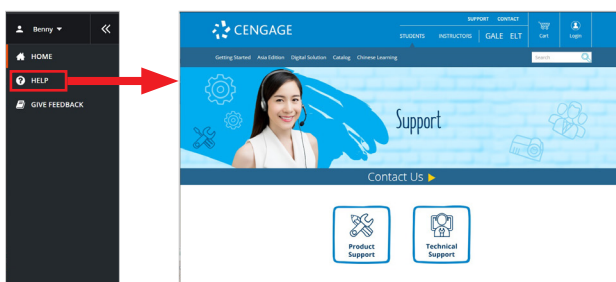 Benny
HOME
HELP
GIVE FEEDBACK
CENGAGE
SUPPORT CONTACT
STUDENTS INSTRUCTORS GALE ELT
Cart
Login
Getting Started Asia Edition Digital Solution Catalog Chinese Learning
Search
Support
Contact Us
Product
Support
Technical
Support